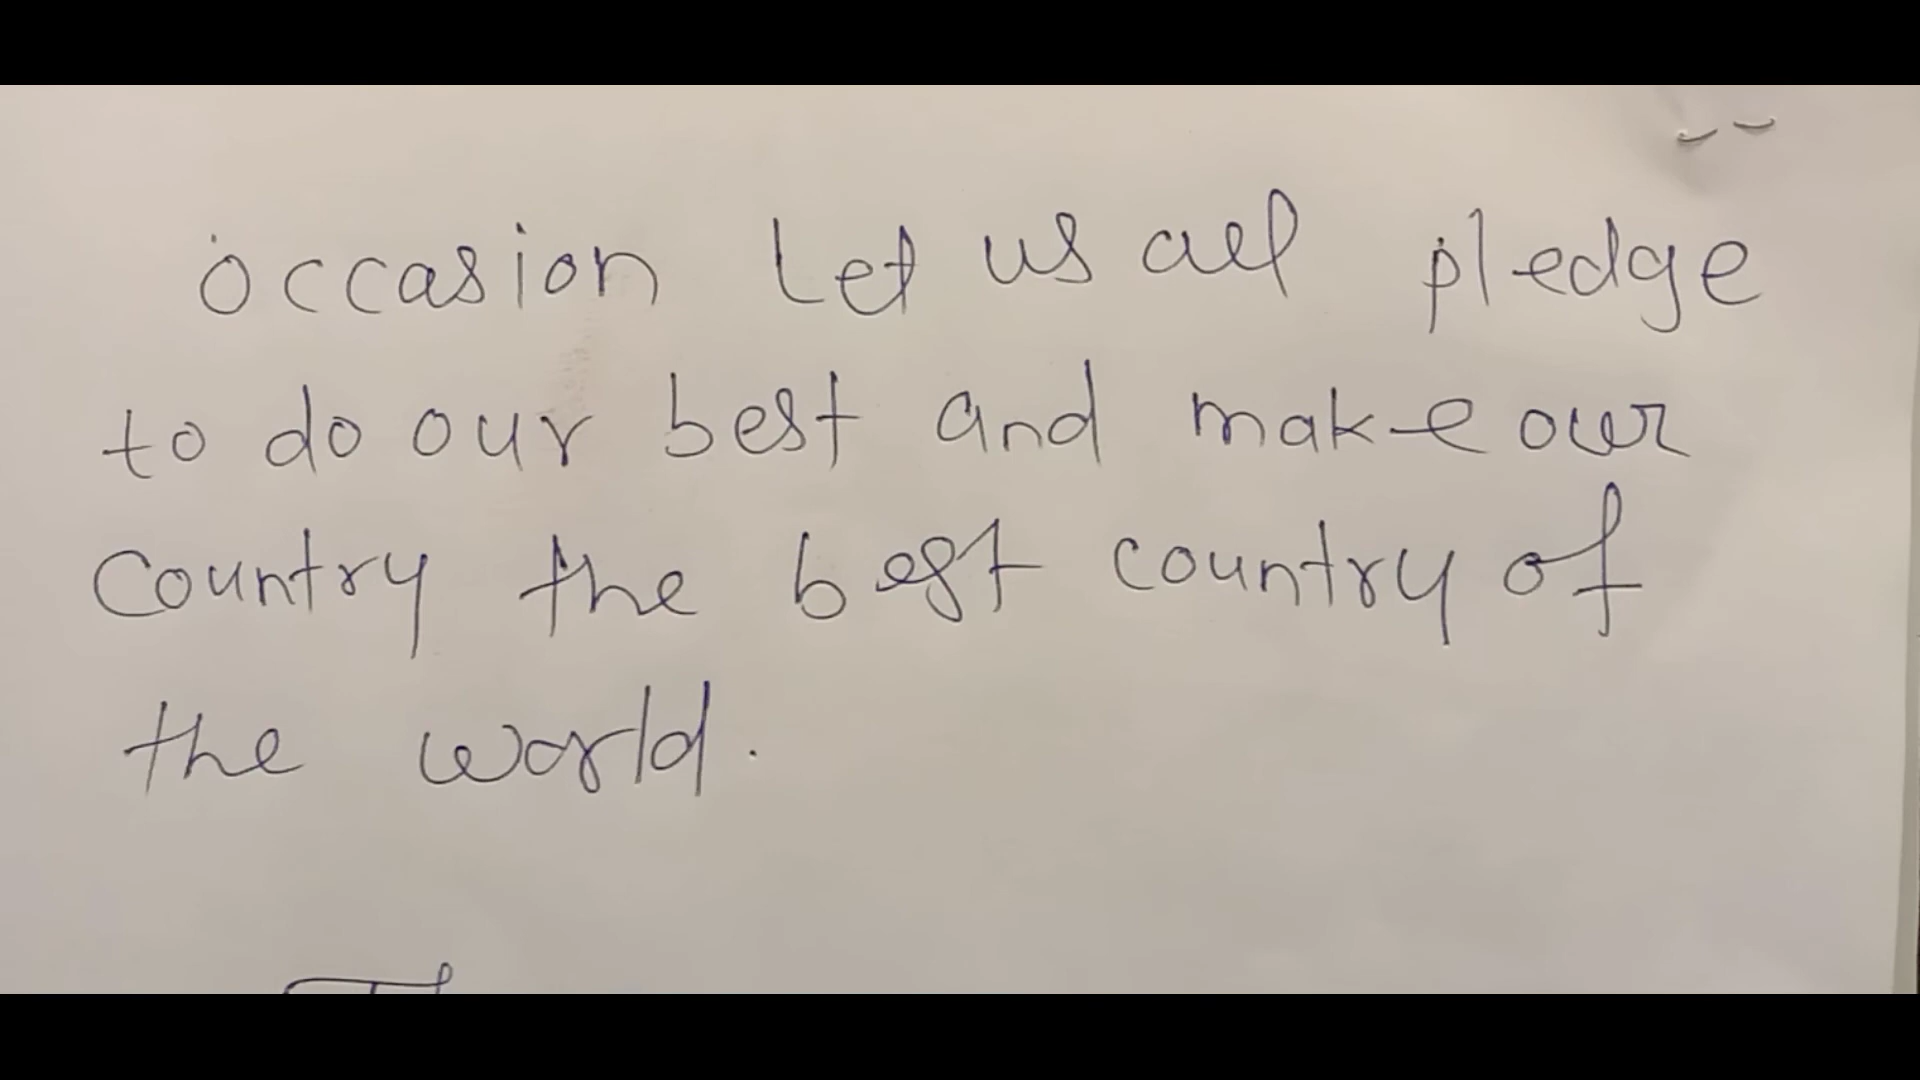 occasion let us all pledge
to do our best and make our
country the best country of
the world.